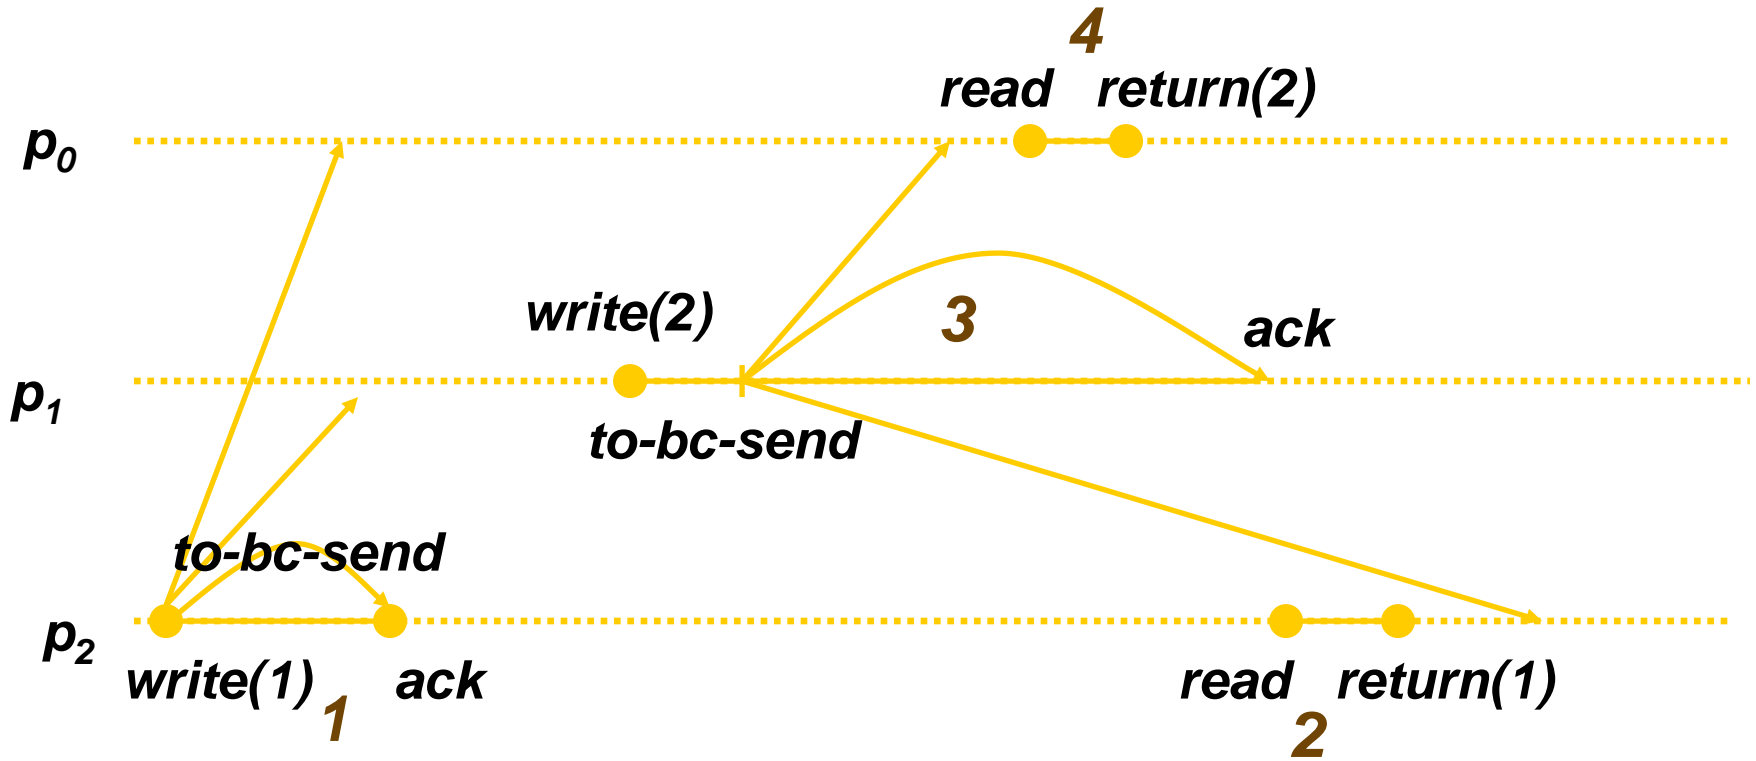 4
read return(2)
p0
write(2)
3
ack
p1
to-bc-send
to-bc-send
p2
write(1)
1
ack
read
return(1)
2